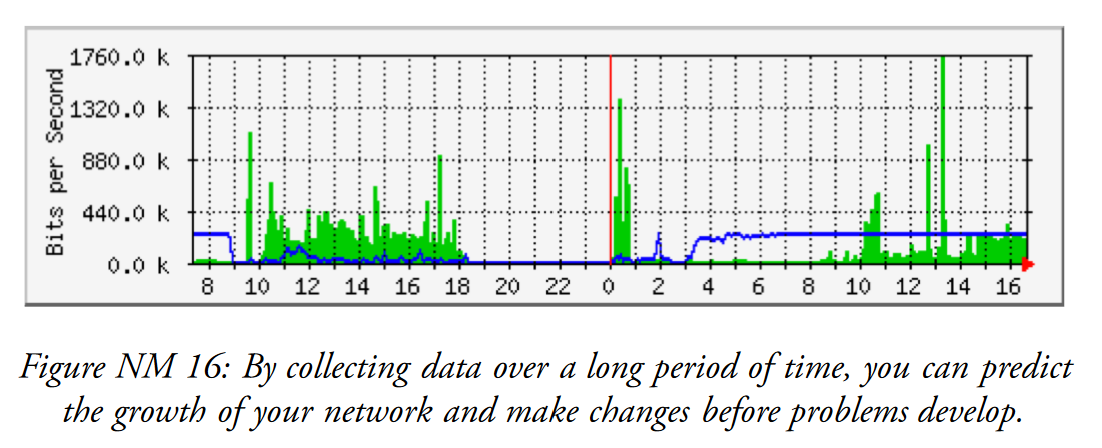 1760.0 k
1320.0 k
880.0 k
440.0 k
0.0 k
Bits per Second
8 10 12 14 16 18 20 22 0 2 4 6 8 10 12 14 16
Figure NM 16: By collecting data over a long period of time, you can predict
the growth of your network and make changes before problems develop.